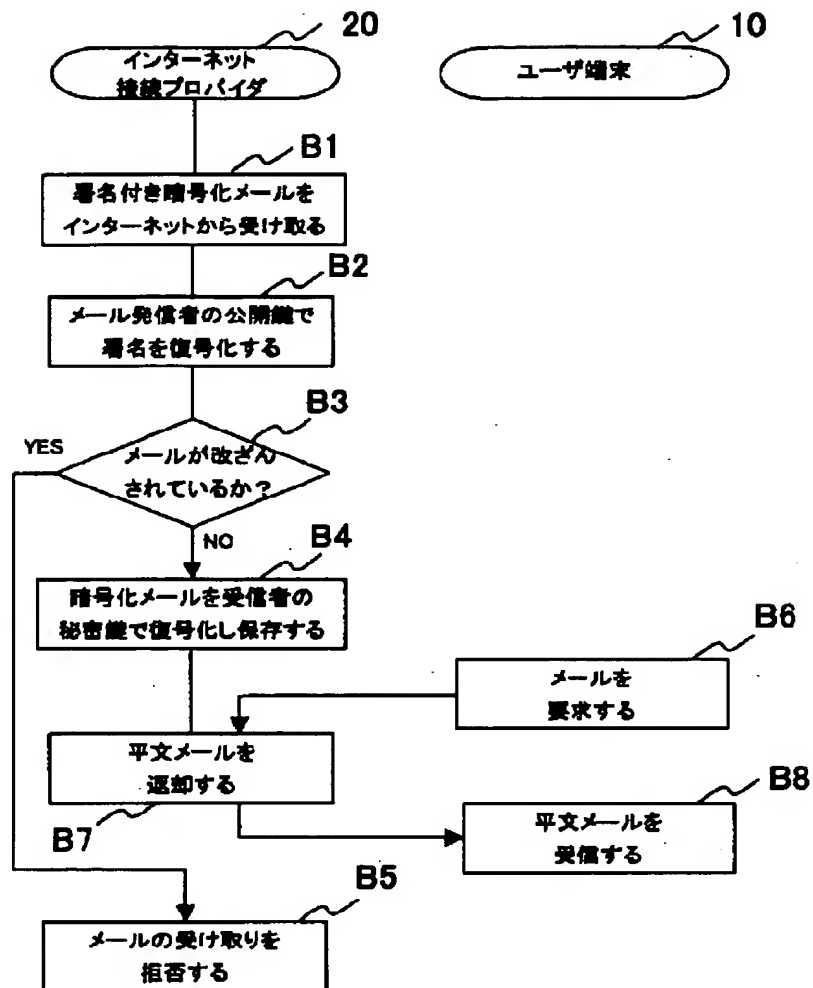 20
インターネット
接線プロバイダ
10
ユーザ端末
B1
署名付き暗号化メールを
インターネットから受け取る
B2
メール発信者の公開鍵で
署名を復号化する
B3
YES
メールが改ざん
されているか?
NO
B4
暗号化メールを受信者の
秘密鍵で復号化し保存する
B6
メールを
要求する
平文メールを
返却する
B7
B8
平文メールを
受信する
B5
メールの受け取りを
拒否する